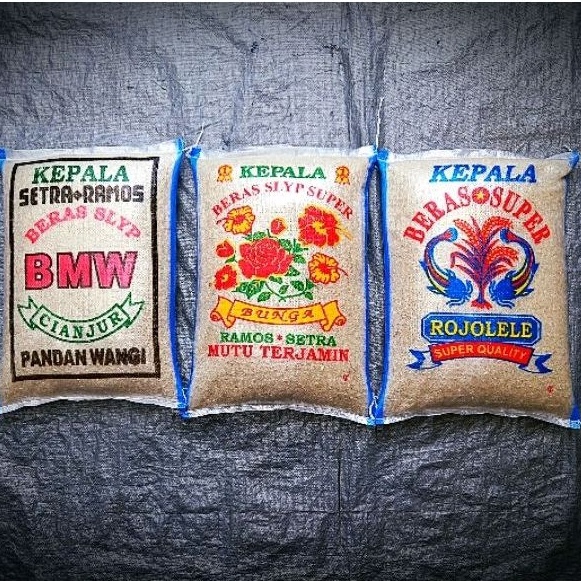 KEPALA
SETRA RAMOS
BERAS SLYP
BMW
CIANJUR
PANDAN WANGI
KEPALA
BERAS SLYP SUPER
BUNGA
RAMOS * SETRA
MUTU TERJAMIN
KEPALA
BERAS SUPER
ROJOLELE
SUPER QUALITY